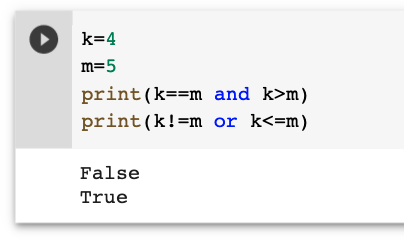 k=4
m=5
print(k==m and k>m)
print(k!=m or k<=m)
False
True